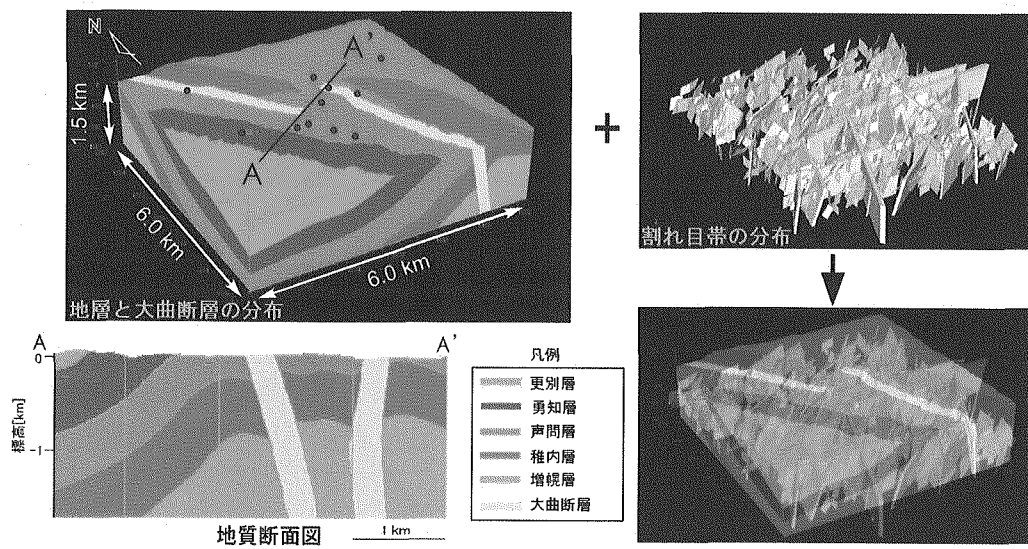 N
A'
A
1.5 km
6.0 km
6.0 km
地層と大曲断層の分布
+
割れ目帯の分布
A
A'
0
-1
標高[km]
地質断面図
1 km
凡例
更別層
勇知層
声問層
稚内層
増幌層
大曲断層